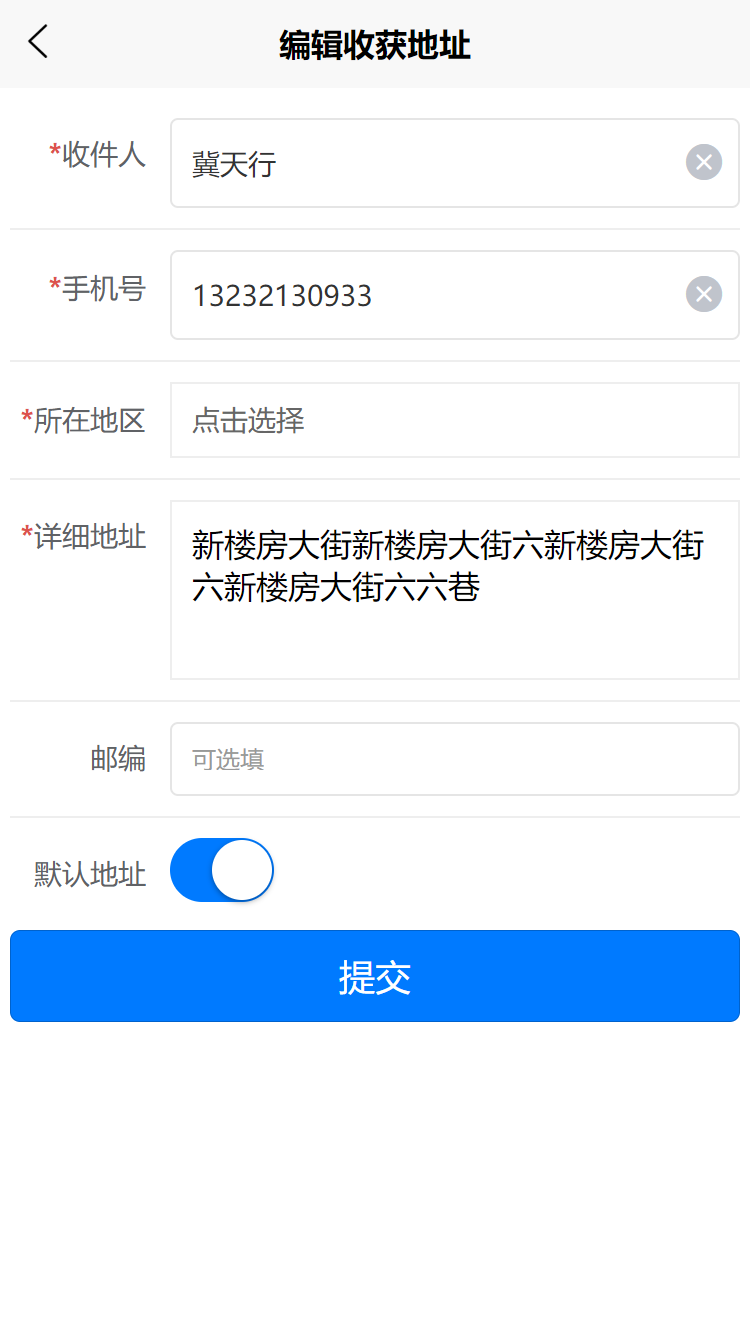 编辑收获地址
*收件人
冀天行
*手机号
13232130933
*所在地区
点击选择
*详细地址
新楼房大街新楼房大街六新楼房大街
六新楼房大街六六巷
邮编
可选填
默认地址
提交